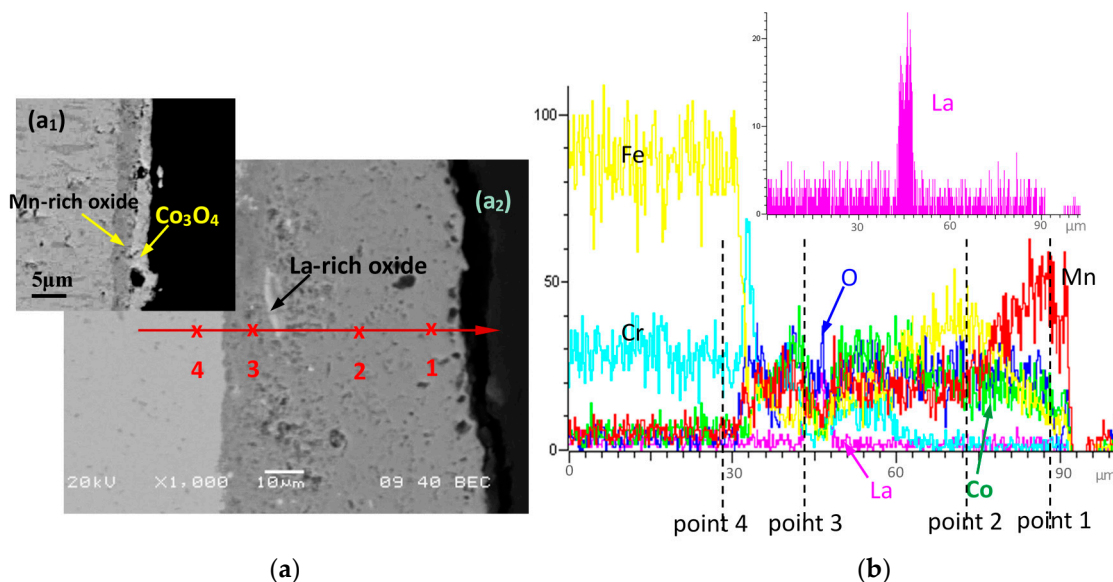 (a₁)
Mn-rich oxide
Co₃O₄
5μm
(a₂)
La-rich oxide
4
3
2
1
20kV
X1,000
10μm
09 40 BEC
(a)
20
10
0
30
60
90
μm
La
100
50
0
Fe
Cr
O
Mn
La
Co
0
30
60
90
μm
point 4
point 3
point 2
point 1
(b)